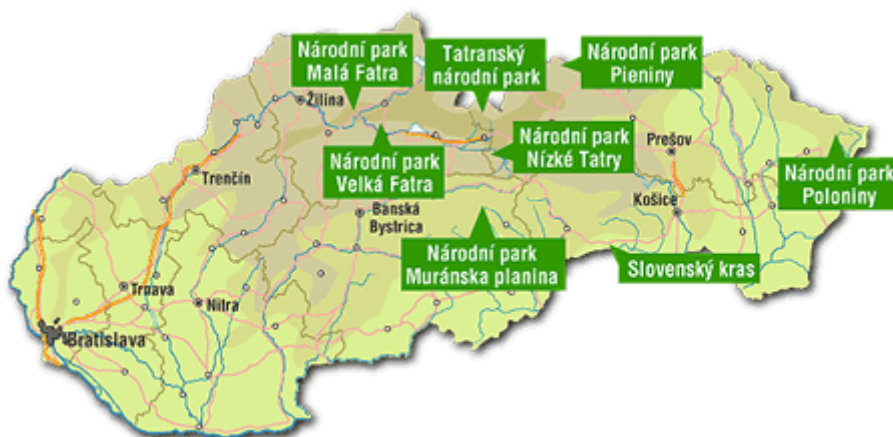 Národní park
Malá Fatra
Tatranský
národní park
Národní park
Pieniny
Žilina
Národní park
Velká Fatra
Národní park
Nízké Tatry
Prešov
Národní park
Poloniny
Trenčín
Banská
Bystrica
Košice
Národní park
Muránska planina
Slovenský kras
Trnava
Nitra
Bratislava